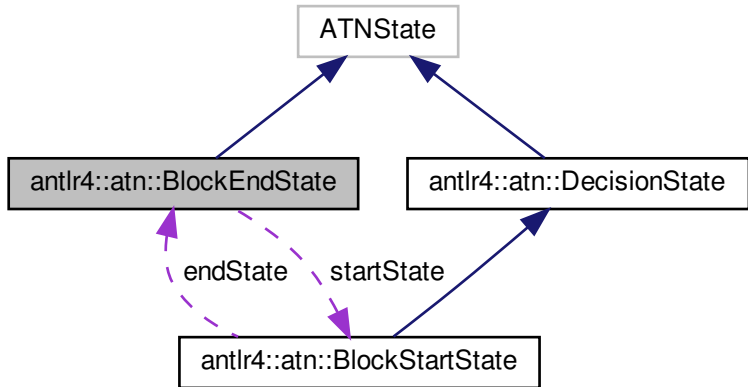 ATNState
antlr4::atn::BlockEndState
antlr4::atn::DecisionState
endState
startState
antlr4::atn::BlockStartState